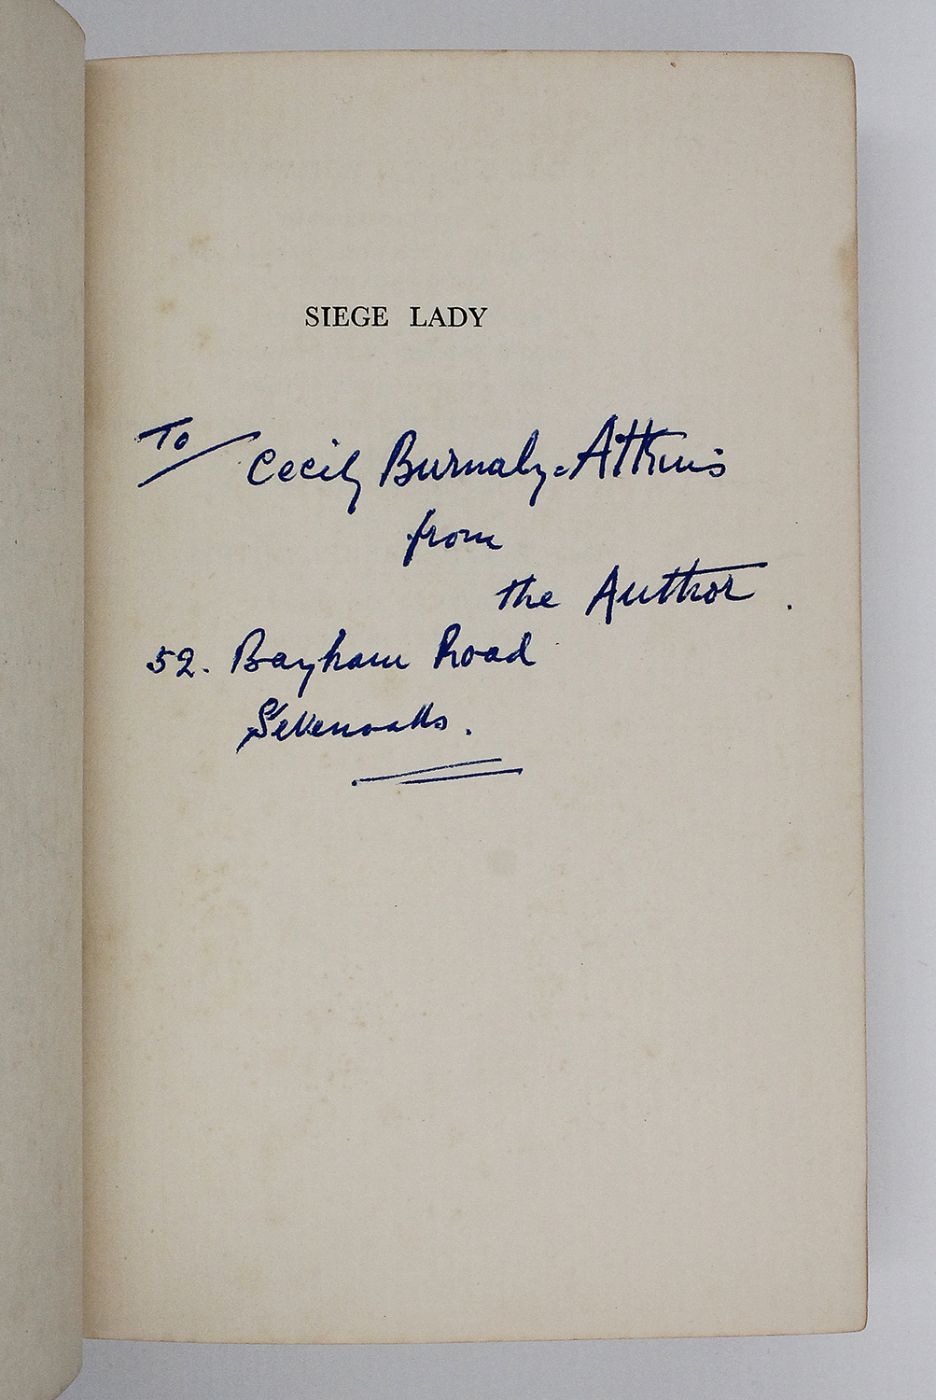 SIEGE LADY
To/ Cecily Burnaby-Atkins
from
the Author.
52. Bayham Road
Sevenoaks.